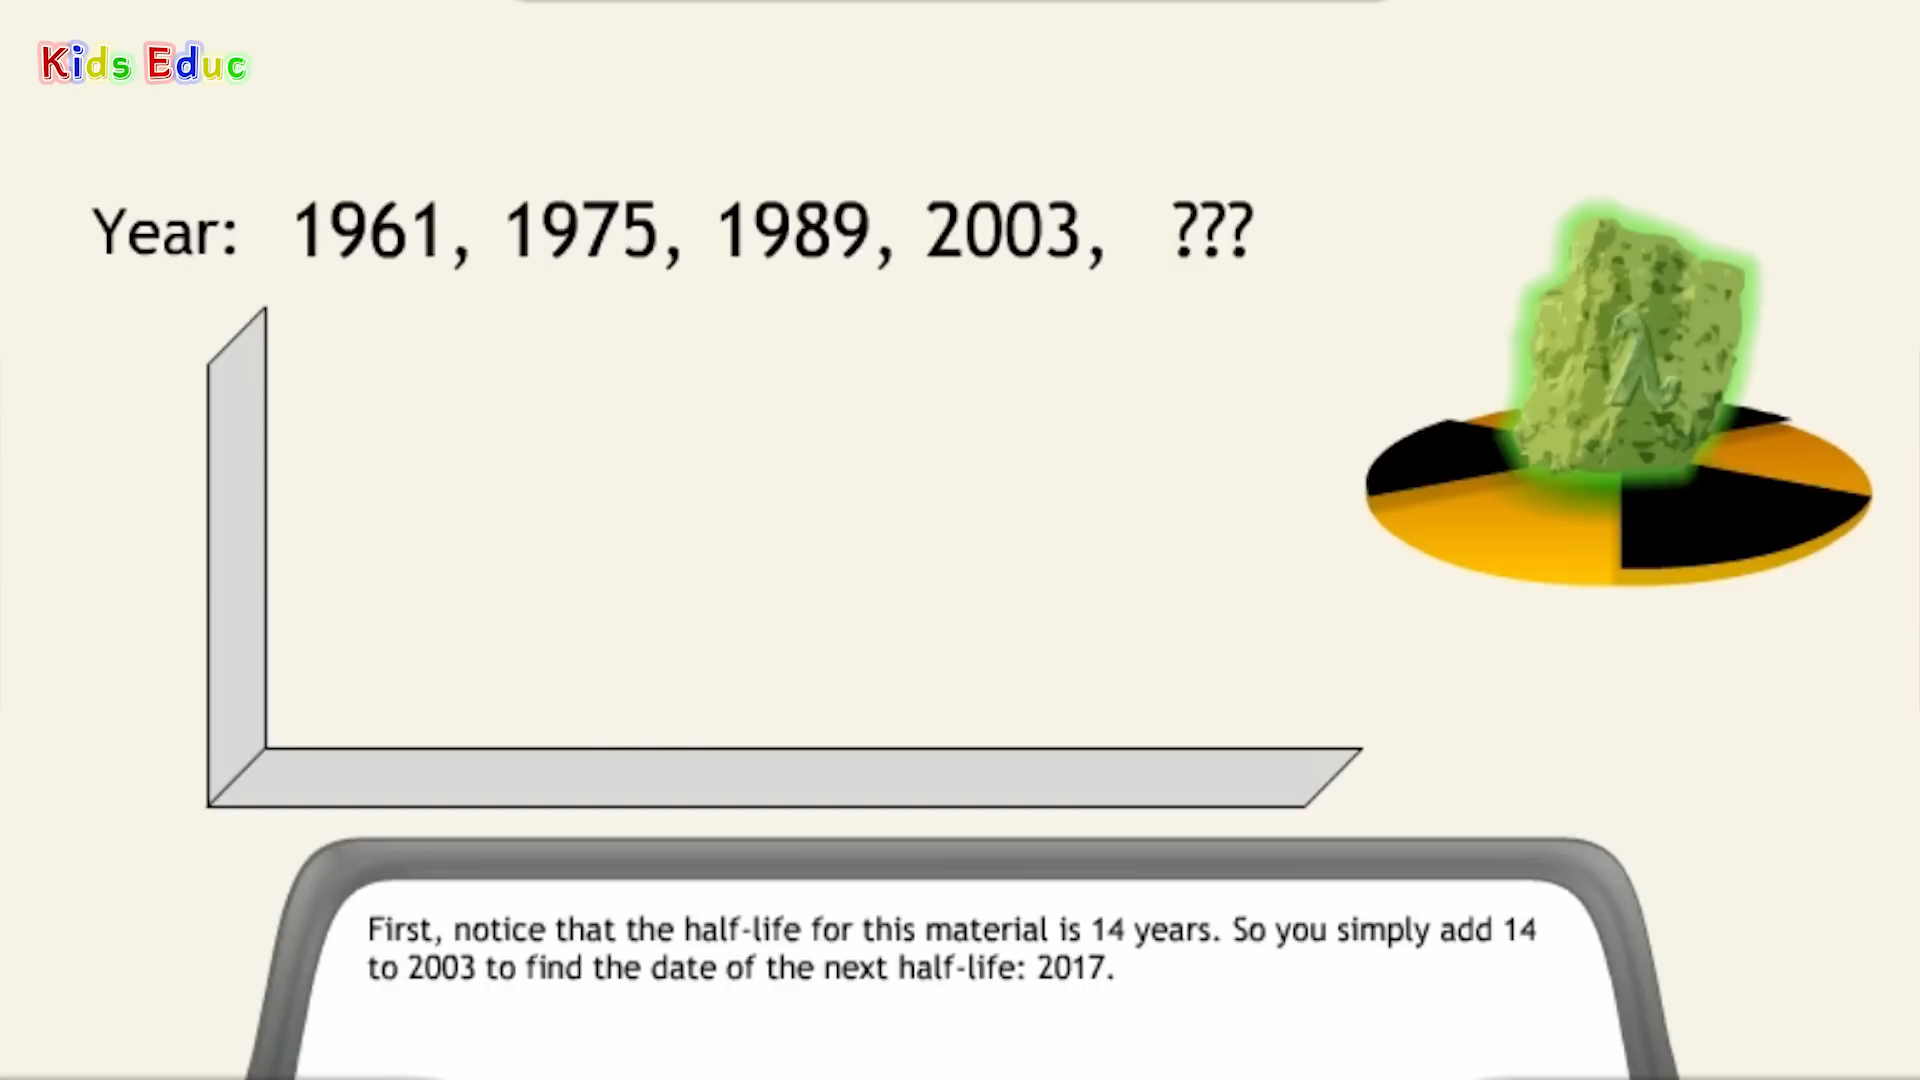 Kids Educ
Year: 1961, 1975, 1989, 2003, ???
λ
First, notice that the half-life for this material is 14 years. So you simply add 14
to 2003 to find the date of the next half-life: 2017.